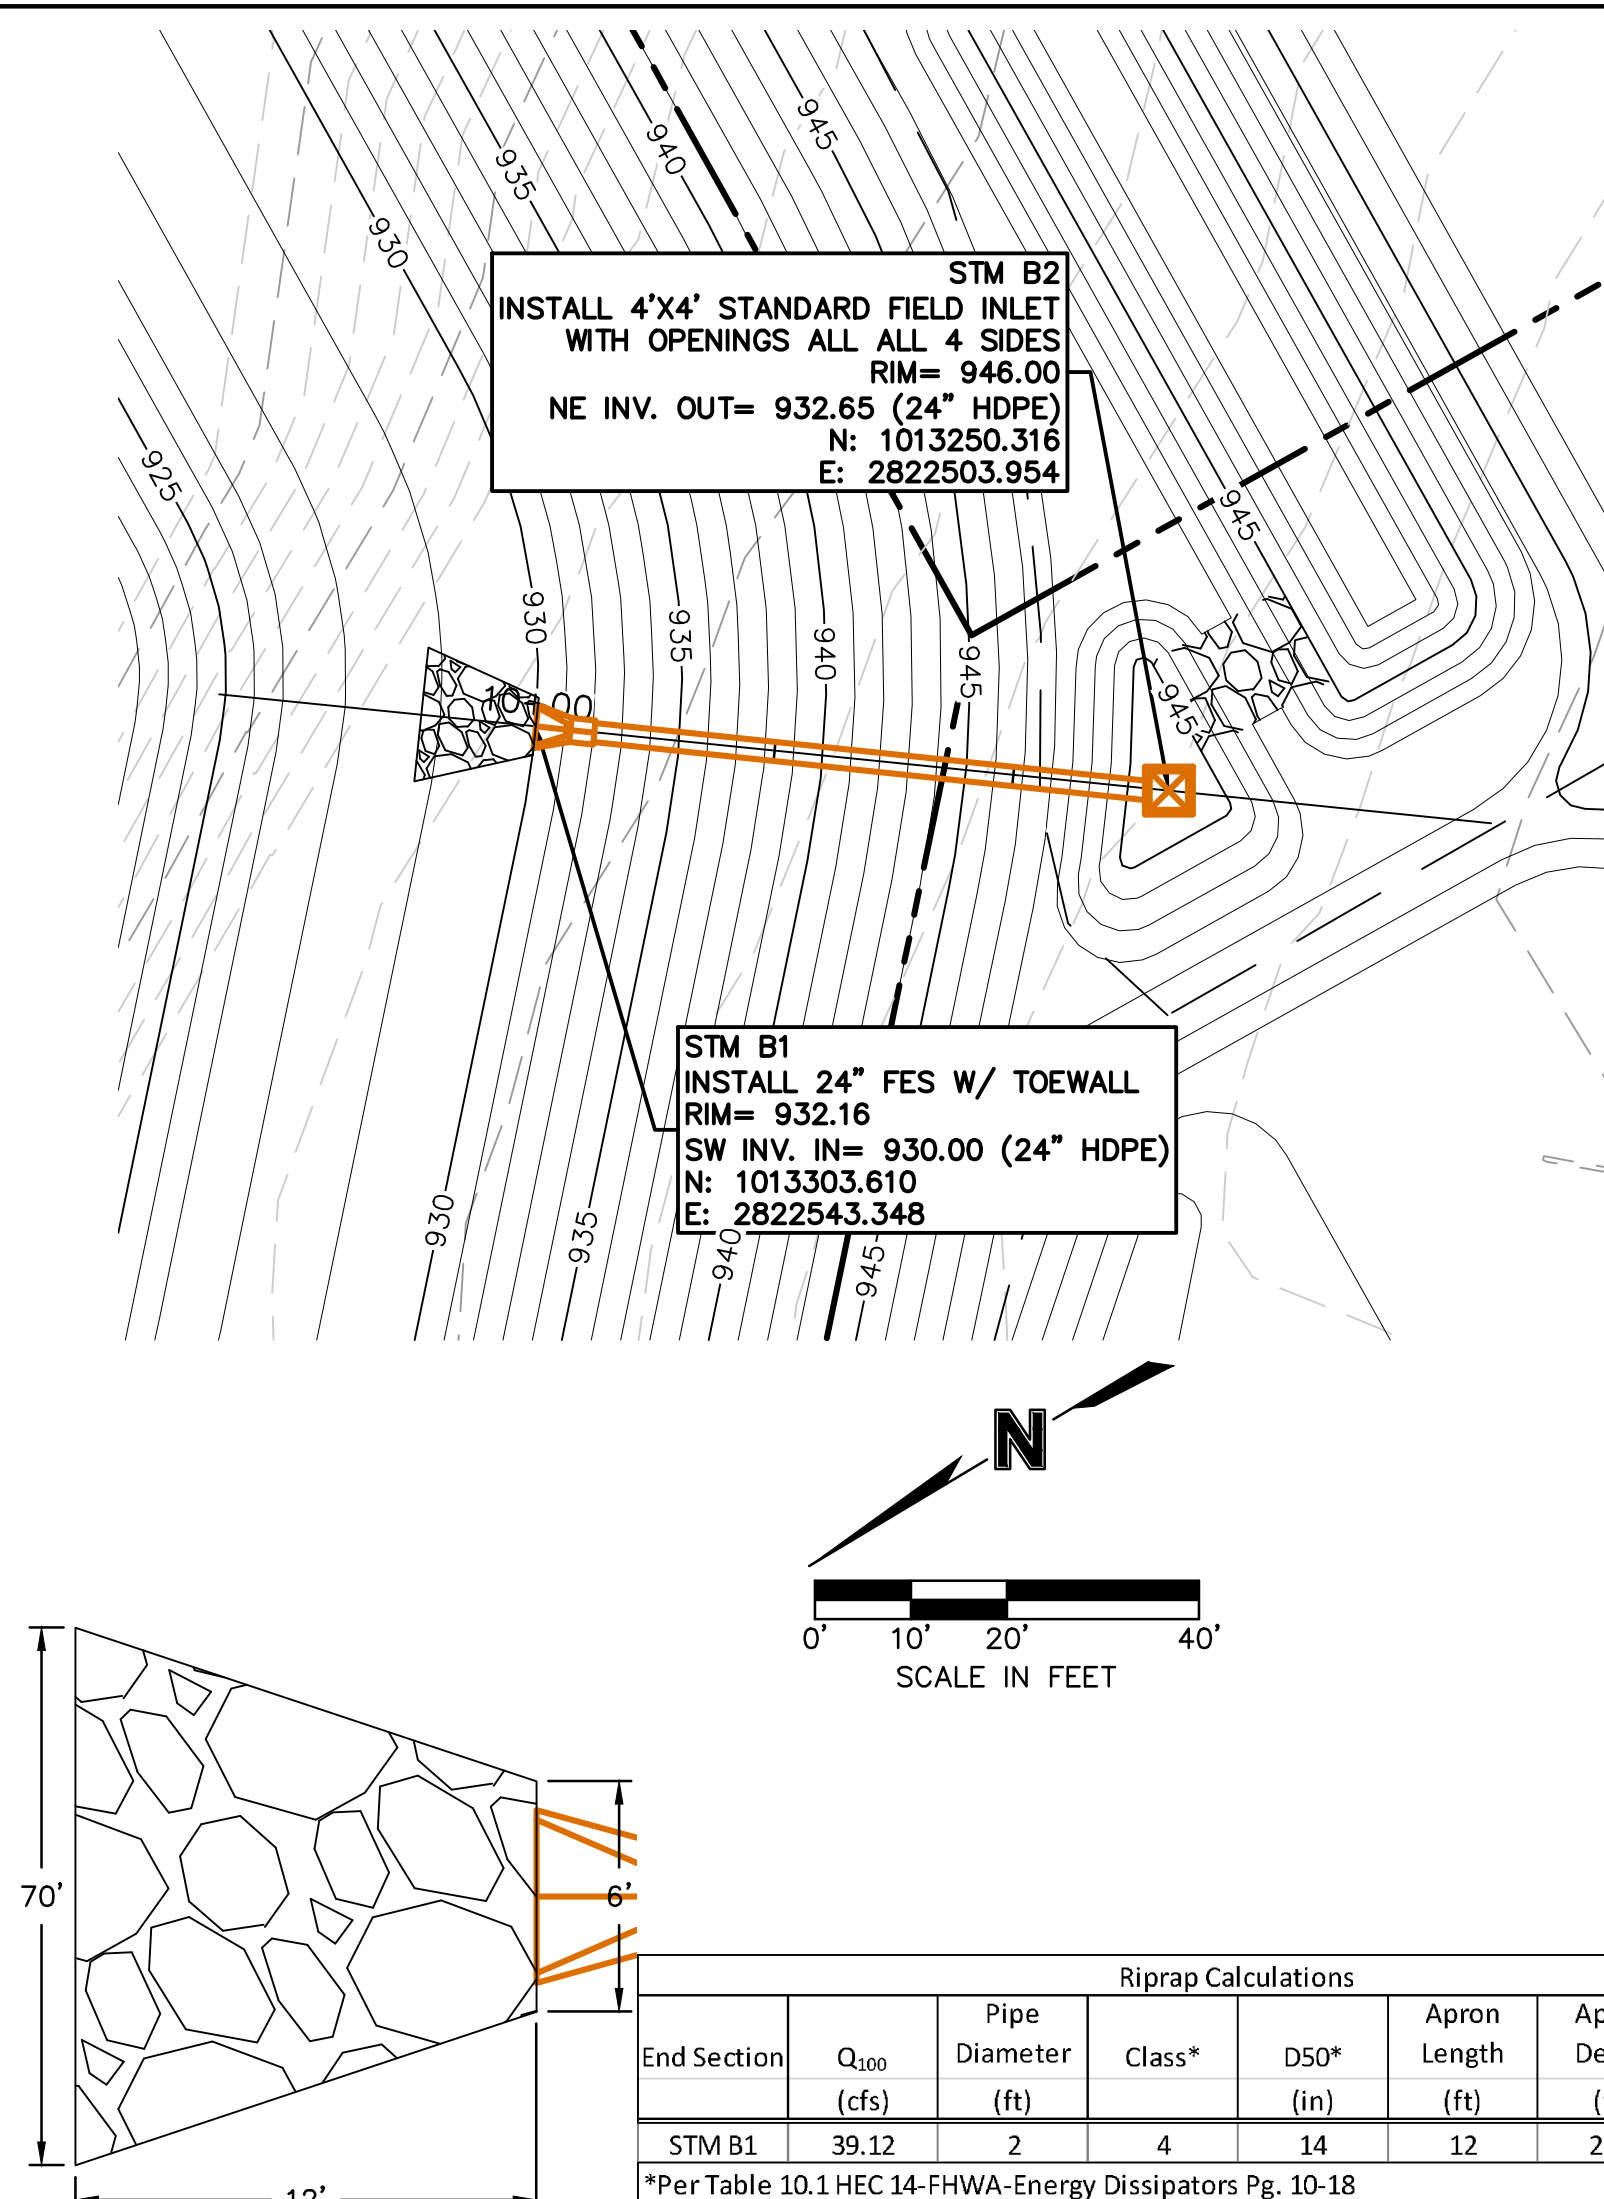 945
940
935
930
STM B2
INSTALL 4'X4' STANDARD FIELD INLET
WITH OPENINGS ALL ALL 4 SIDES
RIM= 946.00
NE INV. OUT= 932.65 (24" HDPE)
N: 1013250.316
E: 2822503.954
925
945
930
935
940
945
945
STM B1
INSTALL 24" FES W/ TOEWALL
RIM= 932.16
SW INV. IN= 930.00 (24" HDPE)
N: 1013303.610
E: 2822543.348
930
935
940
945
N
0' 10' 20' 40'
SCALE IN FEET
70'
6'
12'
Riprap Calculations
End Section Q100 (cfs)
Pipe Diameter (ft)
Class*
D50* (in)
Apron Length (ft)
STM B1 39.12 2 4 14 12
*Per Table 10.1 HEC 14-FHWA-Energy Dissipators Pg. 10-18